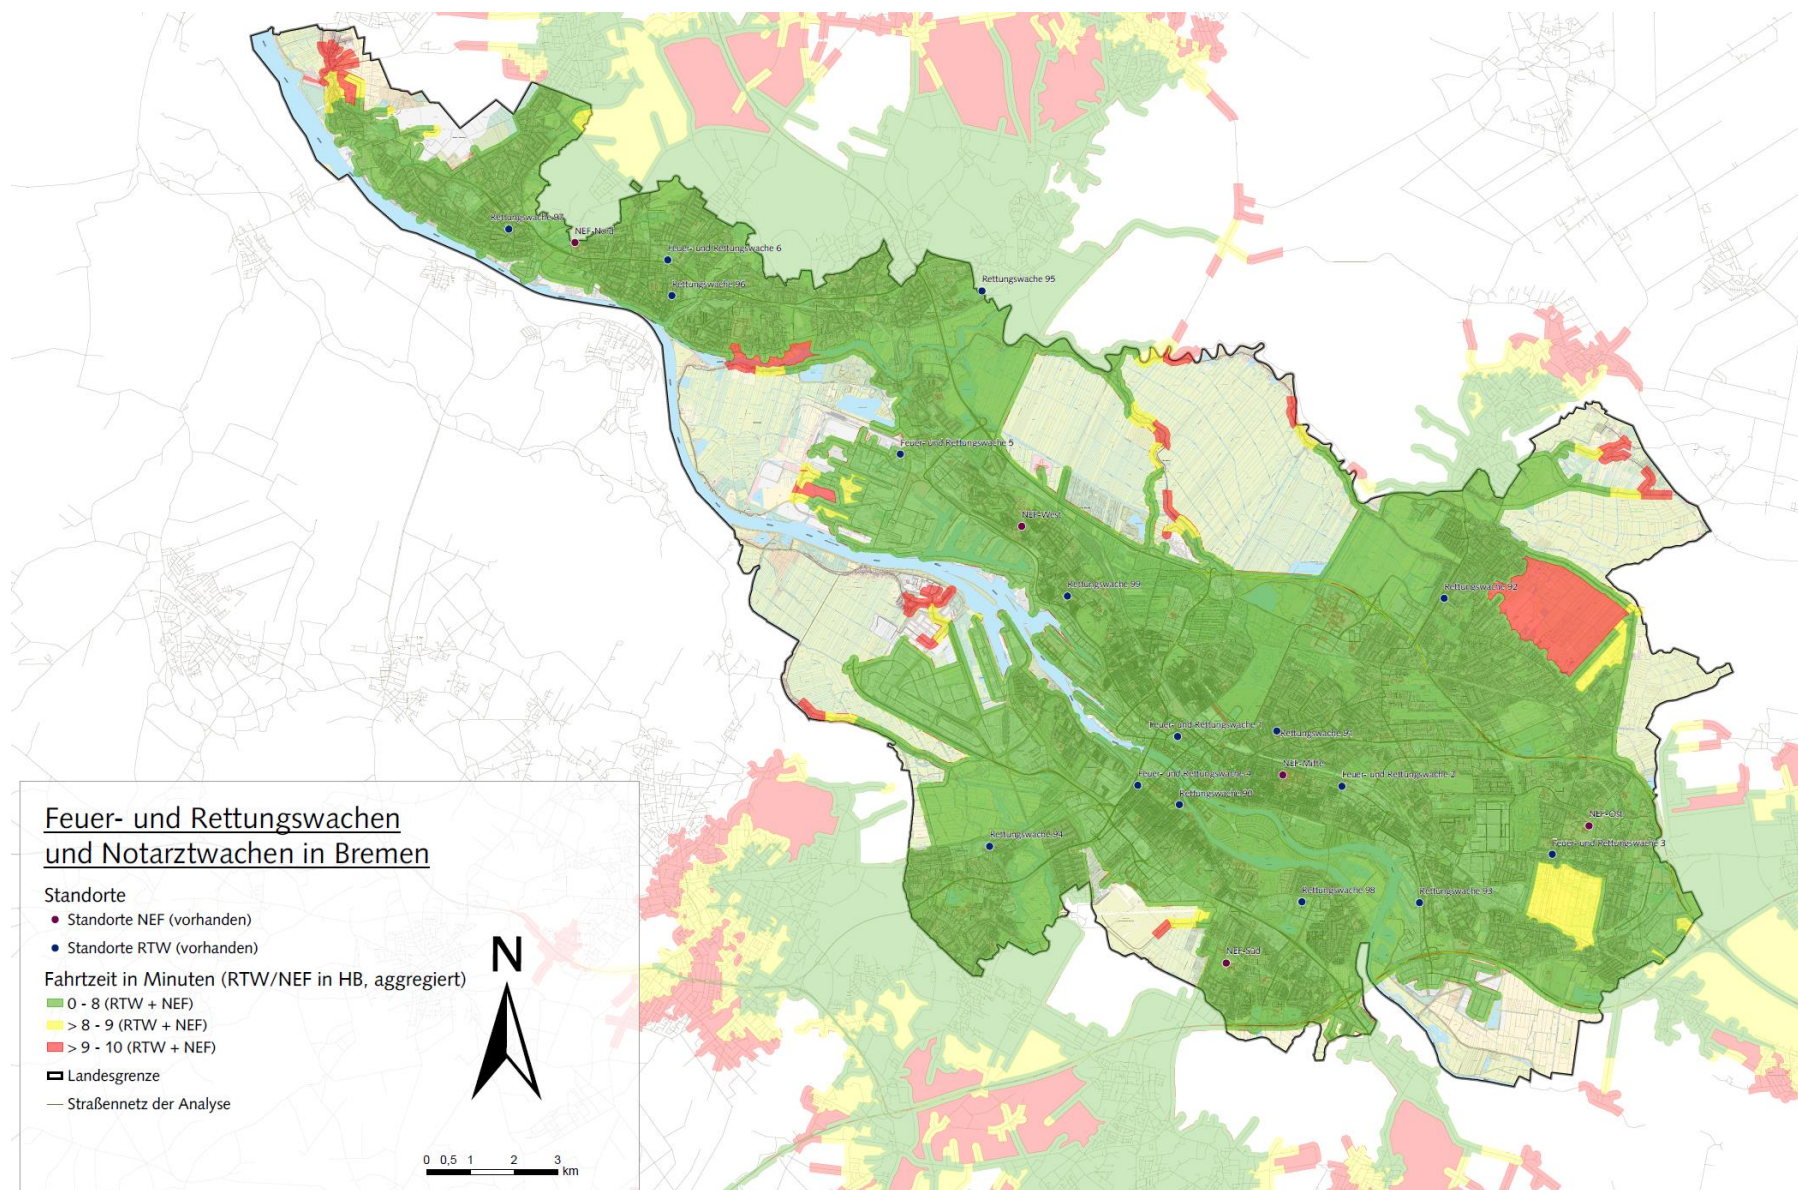 Rettungswache 97
NEF-Nord
Feuer- und Rettungswache 6
Rettungswache 96
Rettungswache 95
Feuer- und Rettungswache 5
NEF-West
Rettungswache 99
Rettungswache 92
Feuer- und Rettungswache 1
Rettungswache 91
NEF-Mitte
Feuer- und Rettungswache 4
Feuer- und Rettungswache 2
Rettungswache 90
NEF-Ost
Rettungswache 94
Feuer- und Rettungswache 3
Rettungswache 98
Rettungswache 93
NEF-Süd
Feuer- und Rettungswachen
und Notarztwachen in Bremen
Standorte
Standorte NEF (vorhanden)
Standorte RTW (vorhanden)
Fahrtzeit in Minuten (RTW/NEF in HB, aggregiert)
0 - 8 (RTW + NEF)
> 8 - 9 (RTW + NEF)
> 9 - 10 (RTW + NEF)
Landesgrenze
Straßennetz der Analyse
N
0 0,5 1 2 3
km